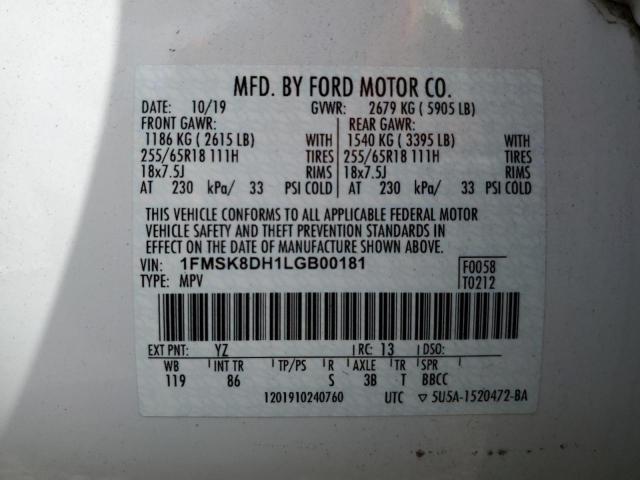 MFD. BY FORD MOTOR CO.
DATE: 10/19 GVWR: 2679 KG ( 5905 LB)
FRONT GAWR: REAR GAWR:
1186 KG ( 2615 LB) WITH 1540 KG ( 3395 LB) WITH
255/65R18 111H TIRES 255/65R18 111H TIRES
18x7.5J RIMS 18x7.5J RIMS
AT 230 kPa/ 33 PSI COLD AT 230 kPa/ 33 PSI COLD
THIS VEHICLE CONFORMS TO ALL APPLICABLE FEDERAL MOTOR
VEHICLE SAFETY AND THEFT PREVENTION STANDARDS IN
EFFECT ON THE DATE OF MANUFACTURE SHOWN ABOVE.
VIN: 1FMSK8DH1LGB00181 F0058
TYPE: MPV T0212
EXT PNT: YZ RC: 13 DSO:
WB INT TR TP/PS R AXLE TR SPR
119 86 S 3B T BBCC
1201910240760 UTC ▽ 5U5A-1520472-BA